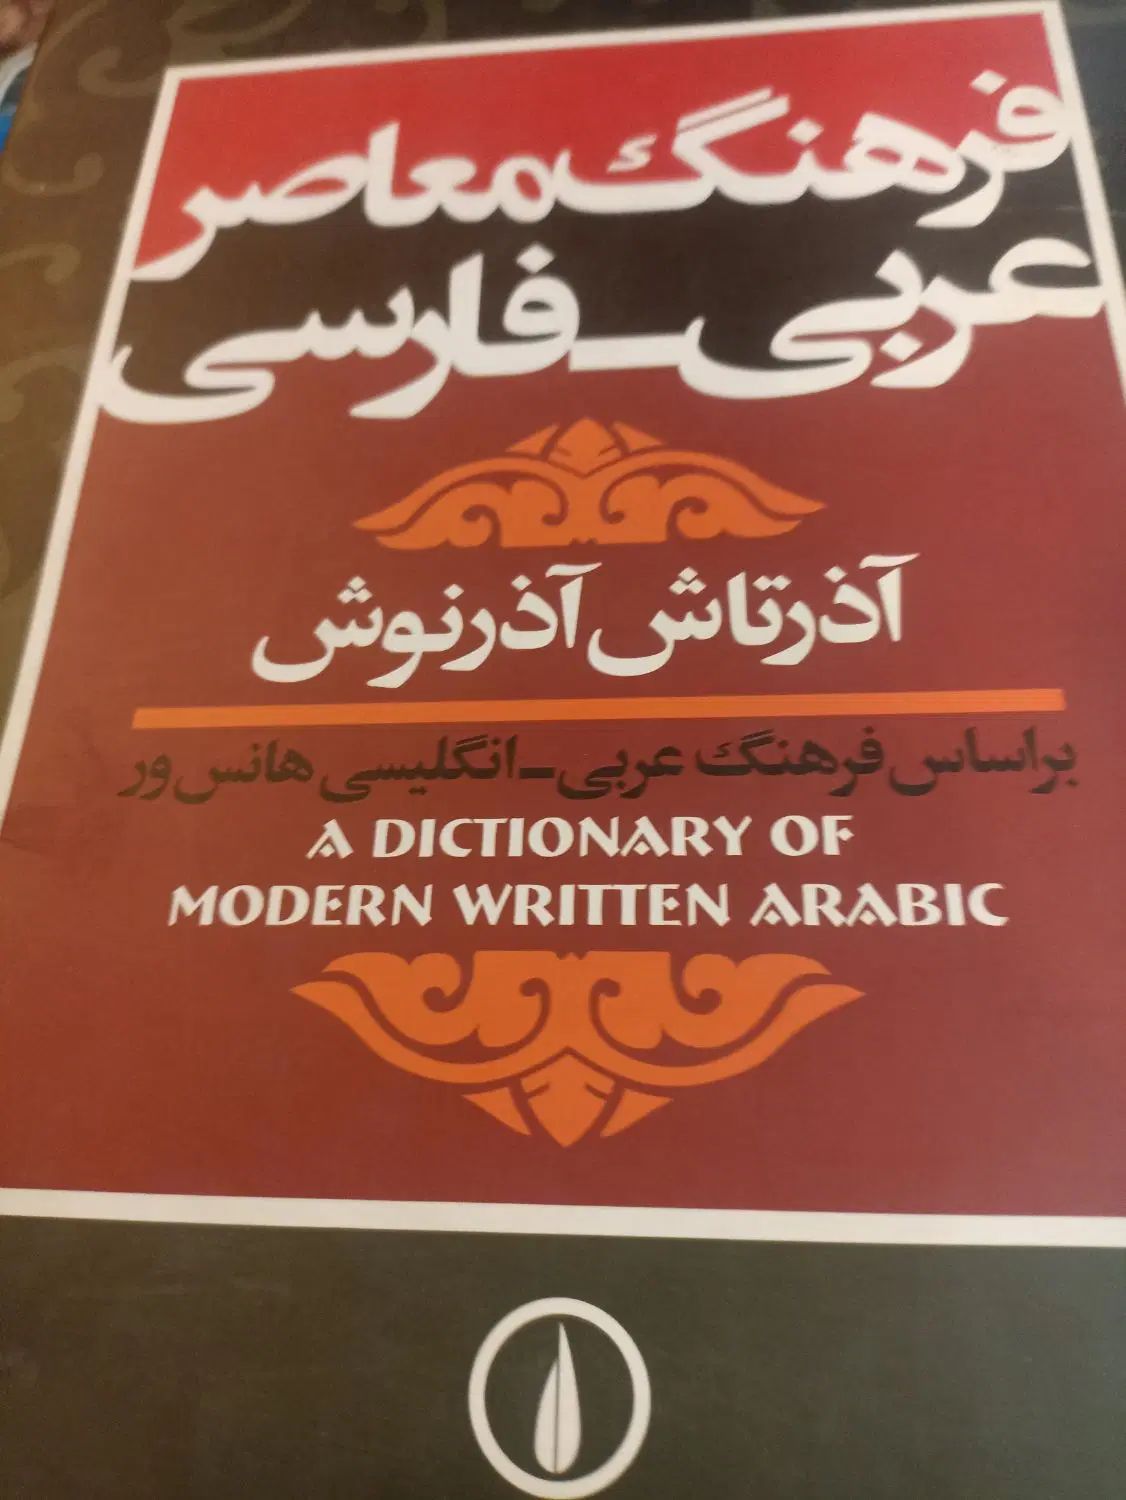 فرهنگ معاصر
عربی - فارسی
آذرتاش آذرنوش
براساس فرهنگ عربی - انگلیسی هانس ور
A DICTIONARY OF
MODERN WRITTEN ARABIC